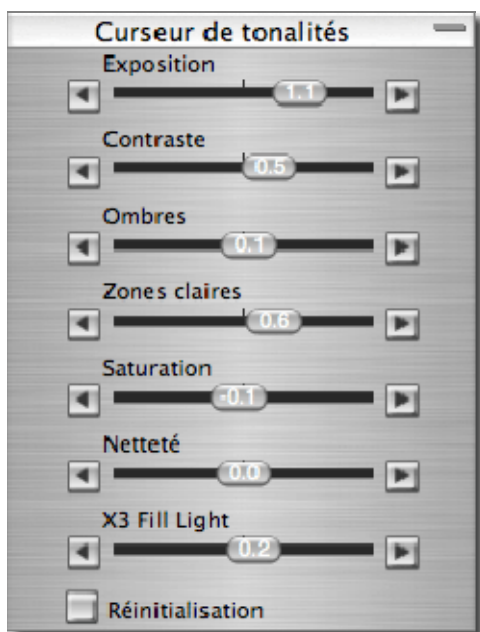 Curseur de tonalités
Exposition
1.1
Contraste
0.5
Ombres
0.1
Zones claires
0.6
Saturation
-0.1
Netteté
0.0
X3 Fill Light
0.2
Réinitialisation